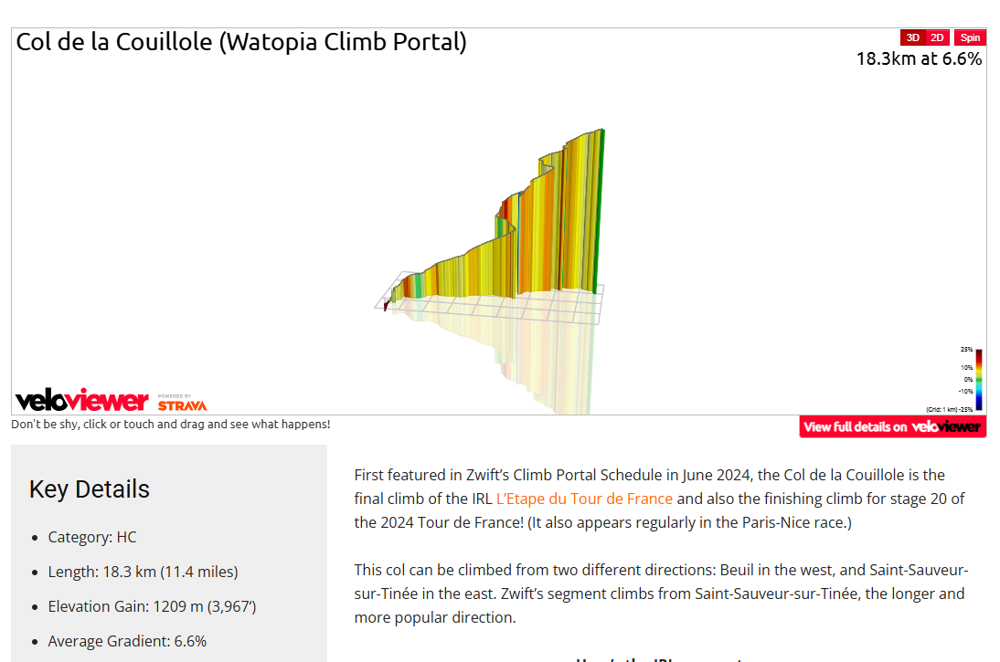 Col de la Couillole (Watopia Climb Portal)
3D 2D Spin
18.3km at 6.6%
25%
10%
0%
-10%
(Grid: 1 km) -25%
veloviewer POWERED BY STRAVA
Don't be shy, click or touch and drag and see what happens!
View full details on veloviewer
Key Details
• Category: HC
• Length: 18.3 km (11.4 miles)
• Elevation Gain: 1209 m (3,967’)
• Average Gradient: 6.6%
First featured in Zwift’s Climb Portal Schedule in June 2024, the Col de la Couillole is the
final climb of the IRL L’Etape du Tour de France and also the finishing climb for stage 20 of
the 2024 Tour de France! (It also appears regularly in the Paris-Nice race.)
This col can be climbed from two different directions: Beuil in the west, and Saint-Sauveur-
sur-Tinée in the east. Zwift’s segment climbs from Saint-Sauveur-sur-Tinée, the longer and
more popular direction.